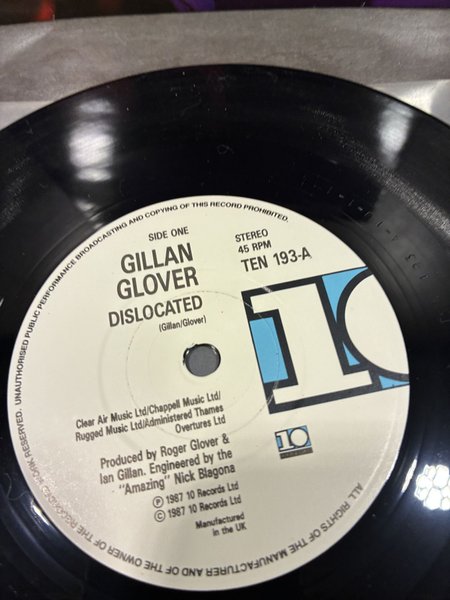 UNAUTHORISED PUBLIC PERFORMANCE BROADCASTING AND COPYING OF THIS RECORD PROHIBITED.
SIDE ONE
GILLAN
GLOVER
DISLOCATED
(Gillan/Glover)
STEREO
45 RPM
TEN 193-A
10
Clear Air Music Ltd/Chappell Music Ltd/
Rugged Music Ltd/Administered Thames
Overtures Ltd
10
Produced by Roger Glover &
Ian Gillan. Engineered by the
"Amazing" Nick Blagona
Ⓟ 1987 10 Records Ltd
© 1987 10 Records Ltd
Manufactured
in the UK
ALL RIGHTS OF THE MANUFACTURER AND OF THE OWNER OF THE RECORDED WORK RESERVED.